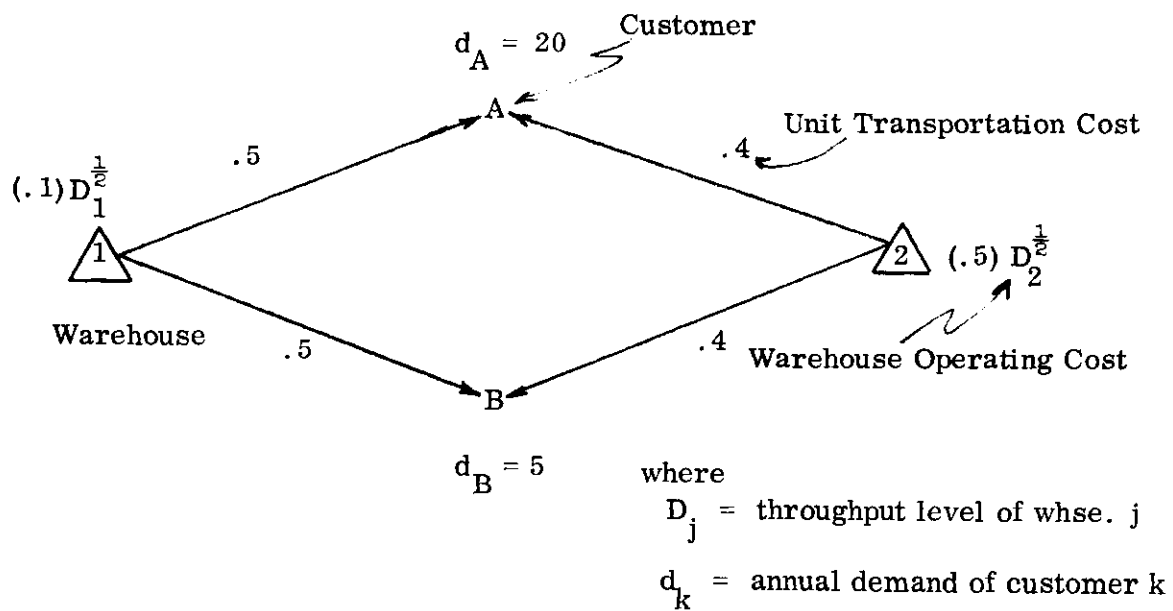 Customer
d_A = 20
A
Unit Transportation Cost
.5
.4
(.1) D_1^{1/2}
1
2
(.5) D_2^{1/2}
Warehouse
.5
.4
Warehouse Operating Cost
B
d_B = 5
where
D_j = throughput level of whse. j
d_k = annual demand of customer k